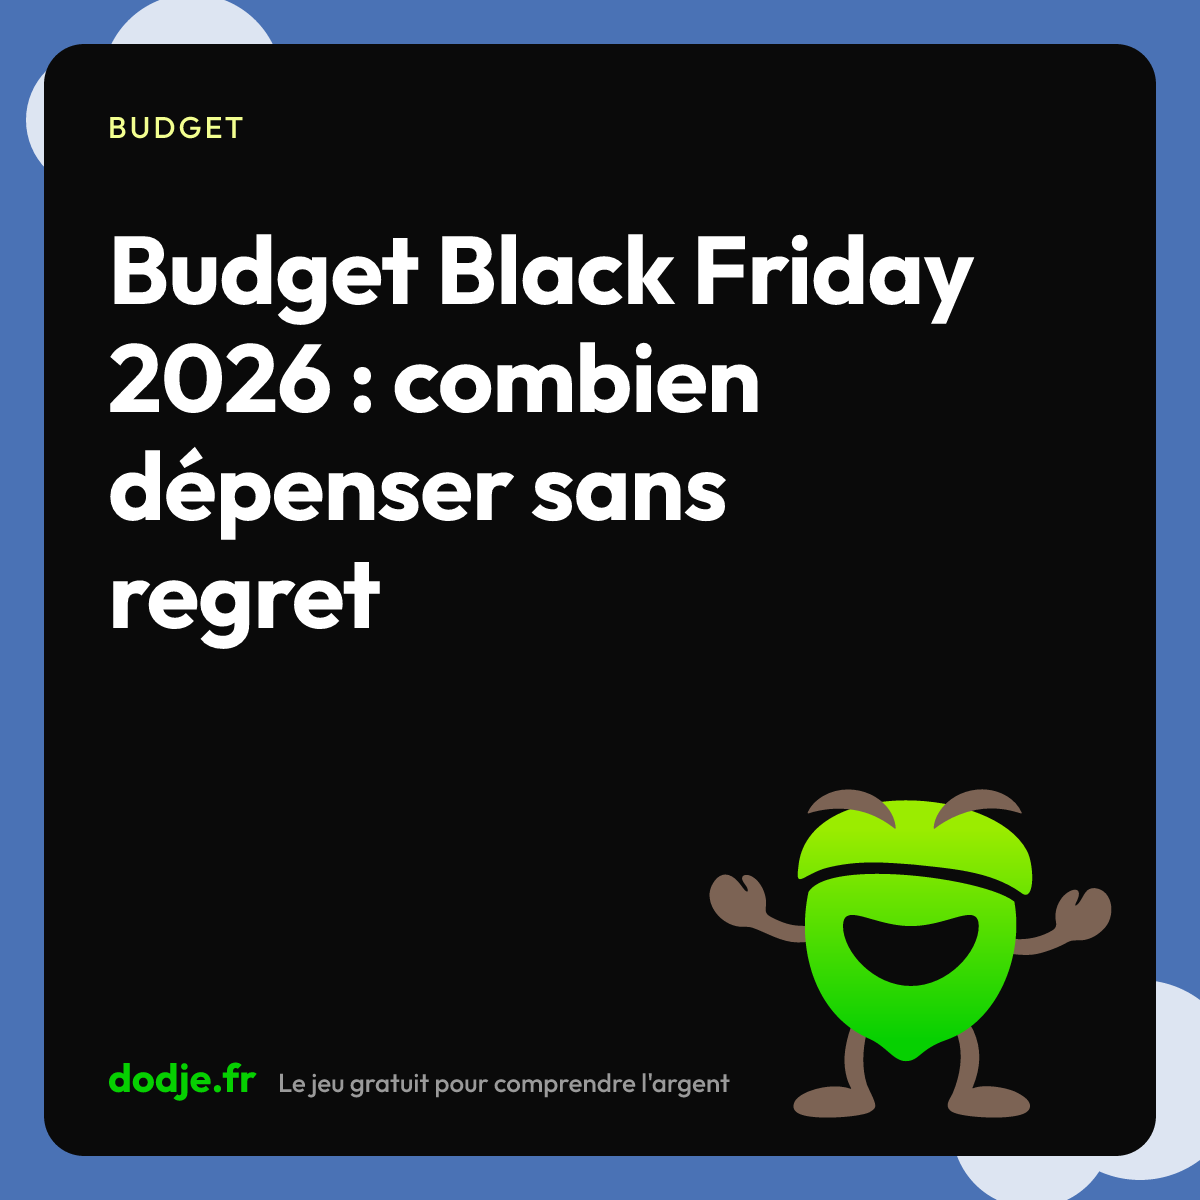 BUDGET
Budget Black Friday
2026 : combien
dépenser sans
regret
dodje.fr Le jeu gratuit pour comprendre l'argent